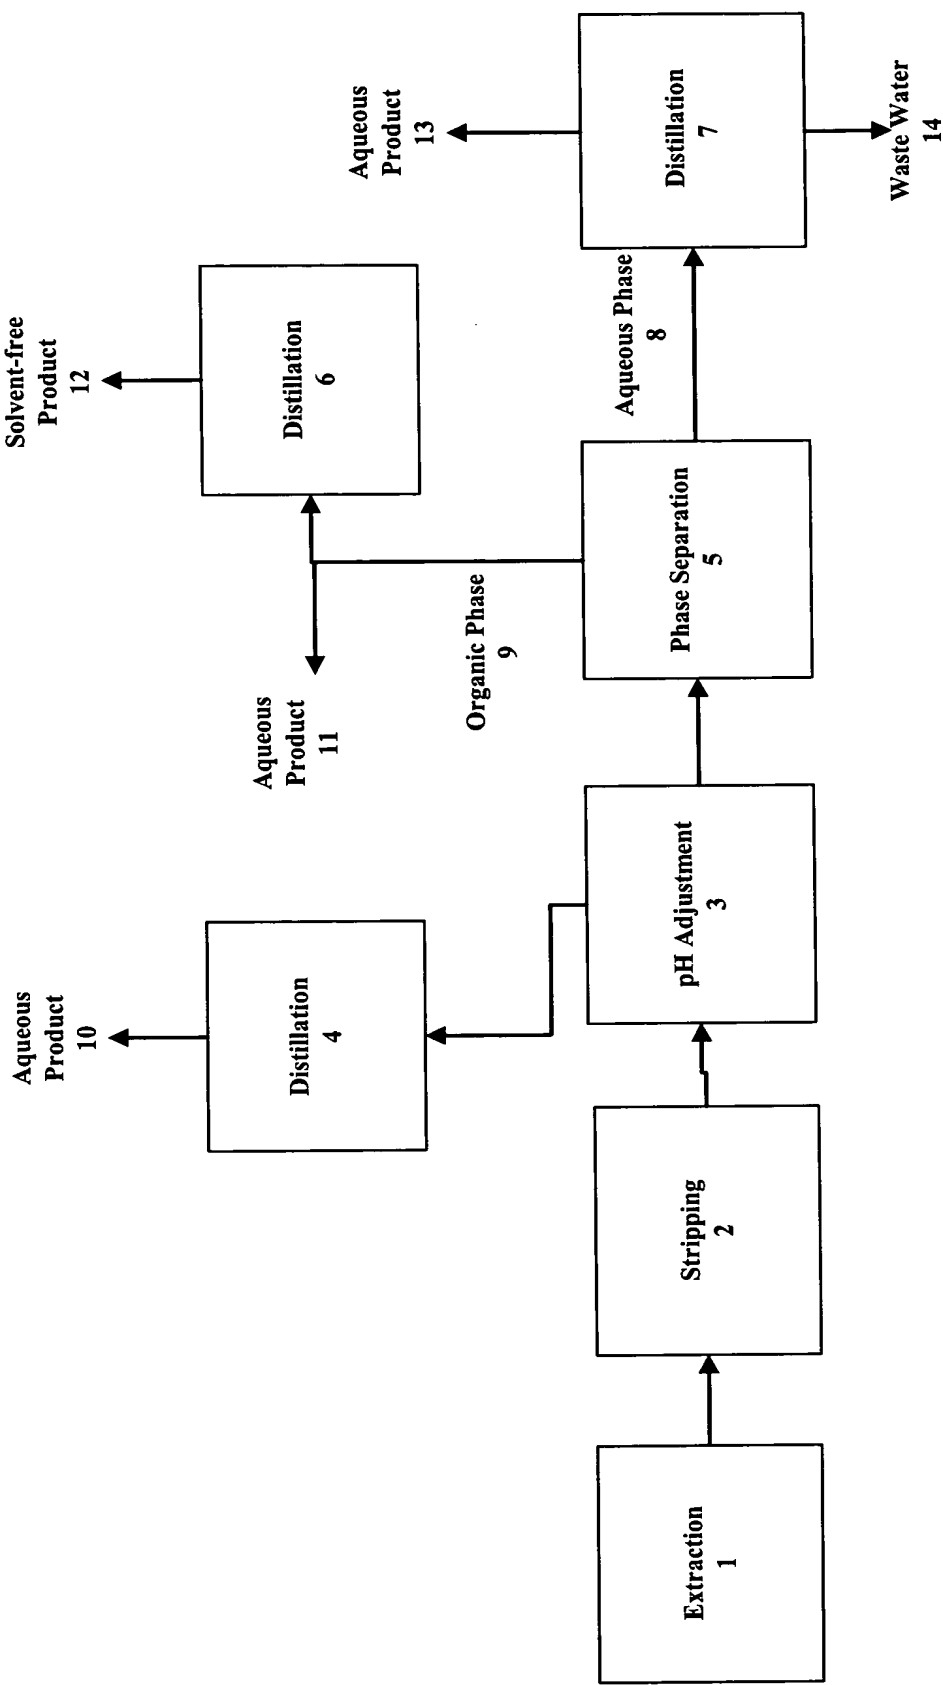 Extraction
1
Stripping
2
pH Adjustment
3
Distillation
4
Aqueous
Product
10
Phase Separation
5
Organic Phase
9
Aqueous
Product
11
Distillation
6
Solvent-free
Product
12
Aqueous Phase
8
Distillation
7
Aqueous
Product
13
Waste Water
14